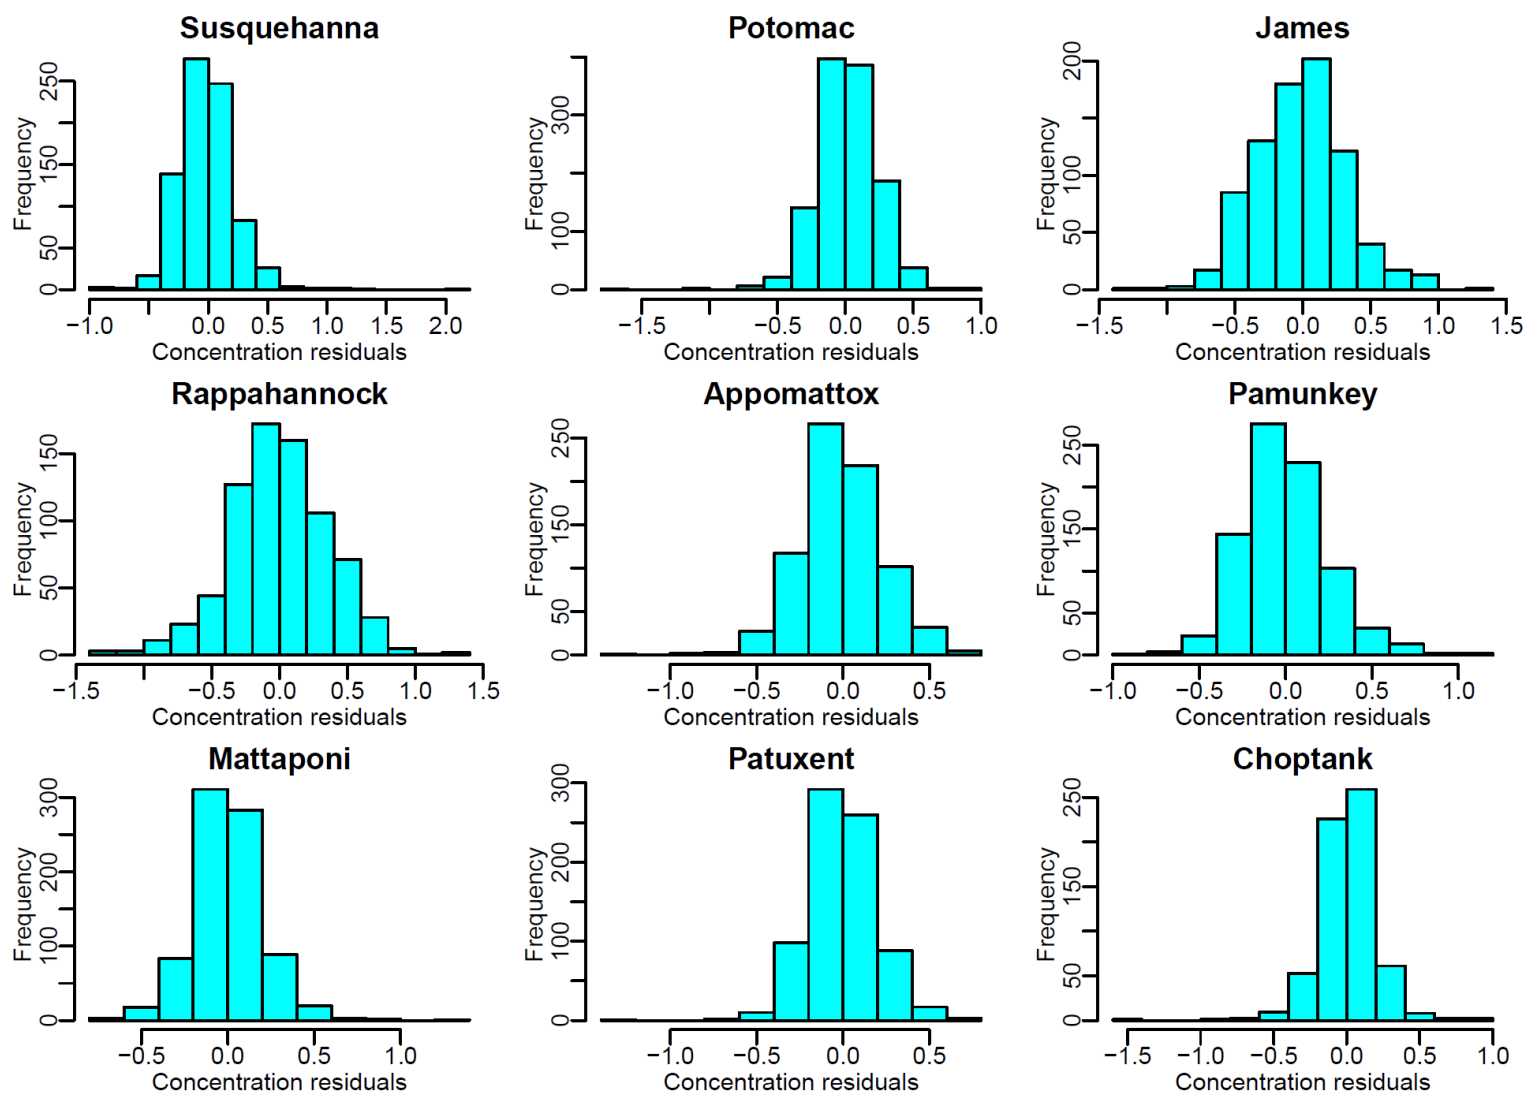 Susquehanna
Frequency
0 50 150 250
−1.0 0.0 0.5 1.0 2.0
Concentration residuals
Potomac
Frequency
0 100 300
−1.5 −0.5 0.0 0.5 1.0
Concentration residuals
James
Frequency
0 50 100 200
−1.5 −0.5 0.0 0.5 1.0 1.5
Concentration residuals
Rappahannock
Frequency
0 50 100 150
−1.5 −0.5 0.0 0.5 1.0 1.5
Concentration residuals
Appomattox
Frequency
0 50 150 250
−1.0 −0.5 0.0 0.5
Concentration residuals
Pamunkey
Frequency
0 50 150 250
−1.0 −0.5 0.0 0.5 1.0
Concentration residuals
Mattaponi
Frequency
0 100 200 300
−0.5 0.0 0.5 1.0
Concentration residuals
Patuxent
Frequency
0 100 200 300
−1.0 −0.5 0.0 0.5
Concentration residuals
Choptank
Frequency
0 50 150 250
−1.5 −1.0 −0.5 0.0 0.5 1.0
Concentration residuals